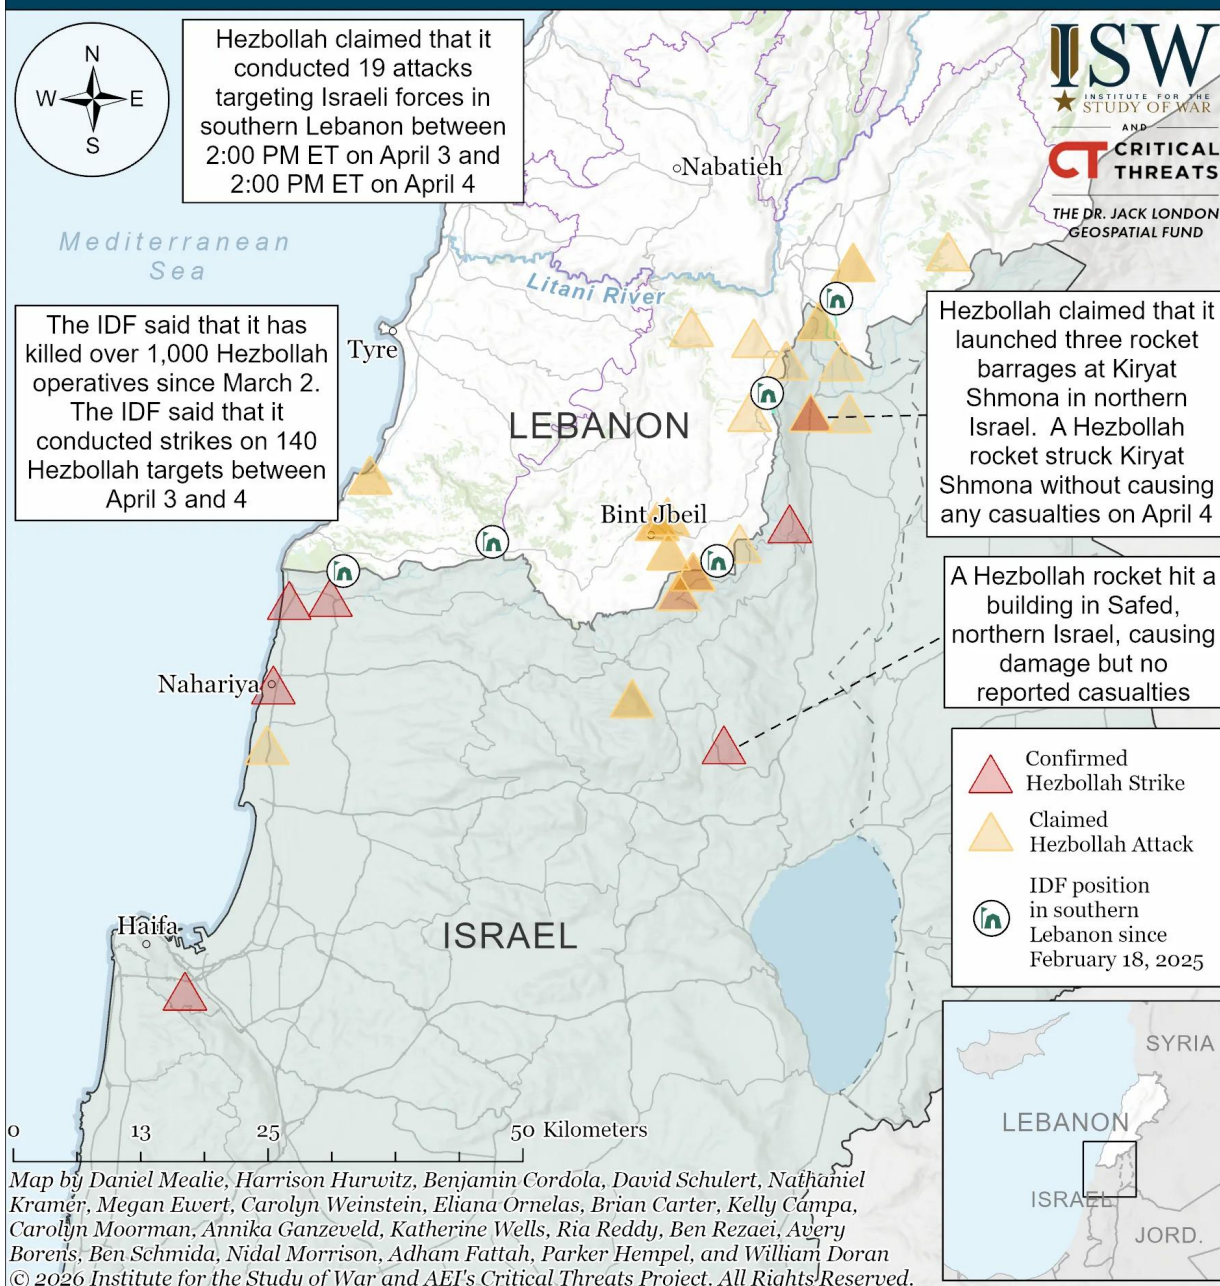 N
W
E
S
Hezbollah claimed that it
conducted 19 attacks
targeting Israeli forces in
southern Lebanon between
2:00 PM ET on April 3 and
2:00 PM ET on April 4
ISW
INSTITUTE FOR THE
STUDY OF WAR
AND
CT CRITICAL
THREATS
THE DR. JACK LONDON
GEOSPATIAL FUND
Nabatieh
Mediterranean
Sea
Litani River
The IDF said that it has
killed over 1,000 Hezbollah
operatives since March 2.
The IDF said that it
conducted strikes on 140
Hezbollah targets between
April 3 and 4
Tyre
LEBANON
Hezbollah claimed that it
launched three rocket
barrages at Kiryat
Shmona in northern
Israel. A Hezbollah
rocket struck Kiryat
Shmona without causing
any casualties on April 4
Bint Jbeil
A Hezbollah rocket hit a
building in Safed,
northern Israel, causing
damage but no
reported casualties
Nahariya
Confirmed
Hezbollah Strike
Claimed
Hezbollah Attack
IDF position
in southern
Lebanon since
February 18, 2025
Haifa
ISRAEL
SYRIA
LEBANON
ISRAEL
JORD.
0 13 25 50 Kilometers
Map by Daniel Mealie, Harrison Hurwitz, Benjamin Cordola, David Schulert, Nathaniel
Kramer, Megan Ewert, Carolyn Weinstein, Eliana Ornelas, Brian Carter, Kelly Campa,
Carolyn Moorman, Annika Ganzeveld, Katherine Wells, Ria Reddy, Ben Rezaei, Avery
Borens, Ben Schmida, Nidal Morrison, Adham Fattah, Parker Hempel, and William Doran
© 2026 Institute for the Study of War and AEI's Critical Threats Project. All Rights Reserved.